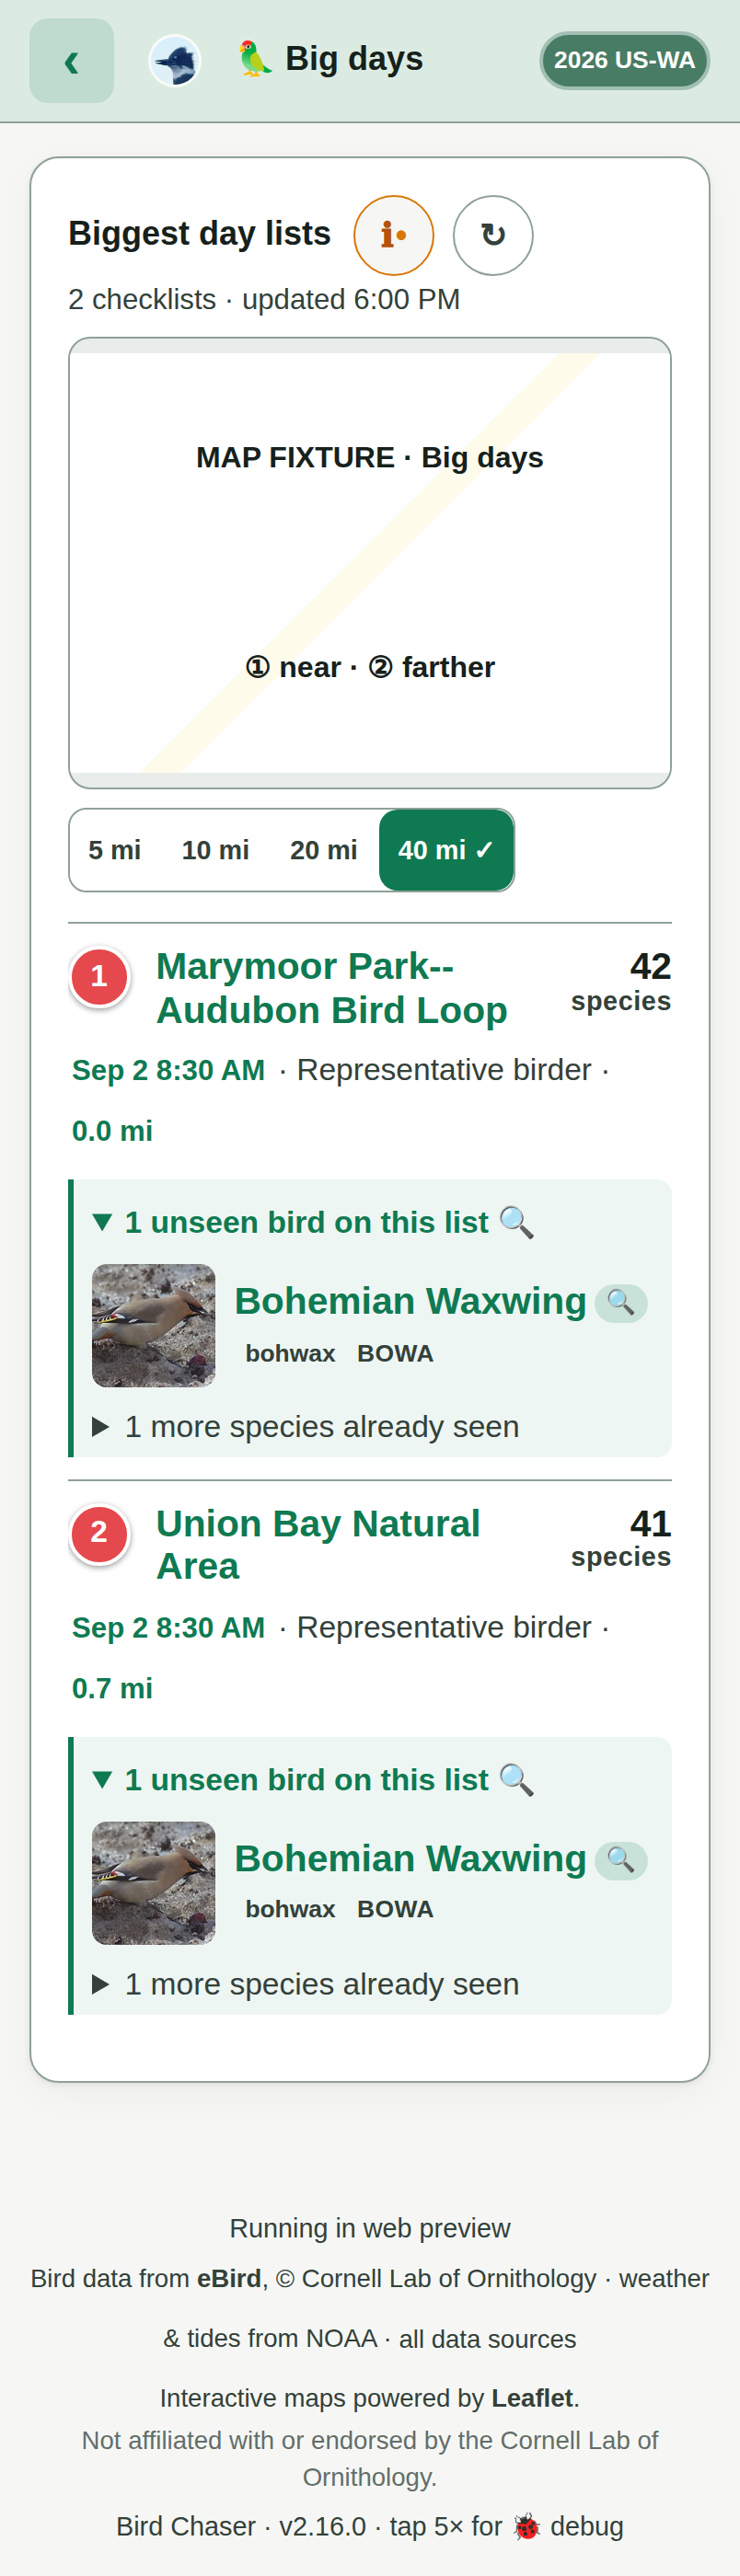 ‹ 🦜 Big days 2026 US-WA
Biggest day lists ℹ• ↻
2 checklists · updated 6:00 PM
MAP FIXTURE · Big days
① near · ② farther
5 mi 10 mi 20 mi 40 mi ✓
1 Marymoor Park-- 42
Audubon Bird Loop species
Sep 2 8:30 AM · Representative birder ·
0.0 mi
▼ 1 unseen bird on this list 🔍
Bohemian Waxwing 🔍
bohwax BOWA
▶ 1 more species already seen
2 Union Bay Natural 41
Area species
Sep 2 8:30 AM · Representative birder ·
0.7 mi
▼ 1 unseen bird on this list 🔍
Bohemian Waxwing 🔍
bohwax BOWA
▶ 1 more species already seen
Running in web preview
Bird data from eBird, © Cornell Lab of Ornithology · weather
& tides from NOAA · all data sources
Interactive maps powered by Leaflet.
Not affiliated with or endorsed by the Cornell Lab of
Ornithology.
Bird Chaser · v2.16.0 · tap 5× for 🐞 debug